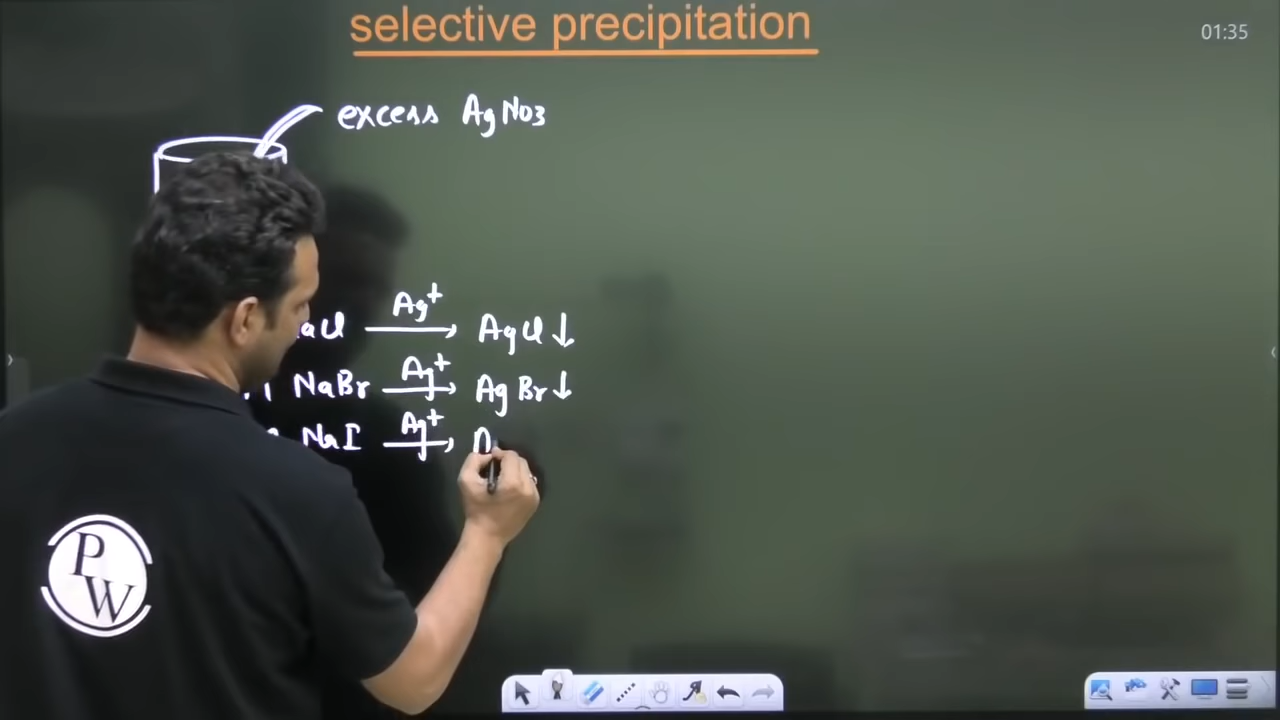 selective precipitation
01:35
excess AgNO3
aCl Ag+ AgCl ↓
NaBr Ag+ AgBr ↓
NaI Ag+ A
PW